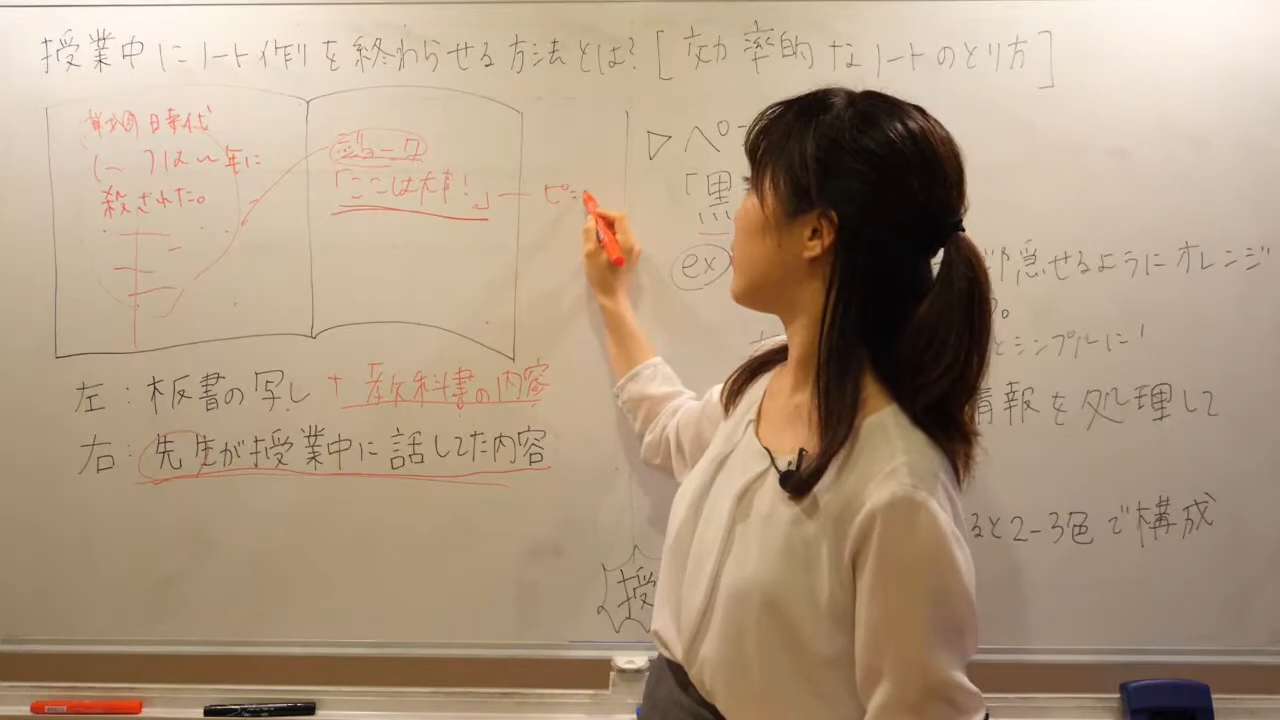 授業中にノート作りを終わらせる方法とは?[効率的なノートのとり方]
時代
(〜)は〜年に
殺された。
ジョーク
「ここは大事!」
左:板書の写し+教科書の内容
右:先生が授業中に話してた内容
▷ペ
「黒
ex
隠せるようにオレンジ
とシンプルに!
情報を処理して
ると2-3色で構成
授